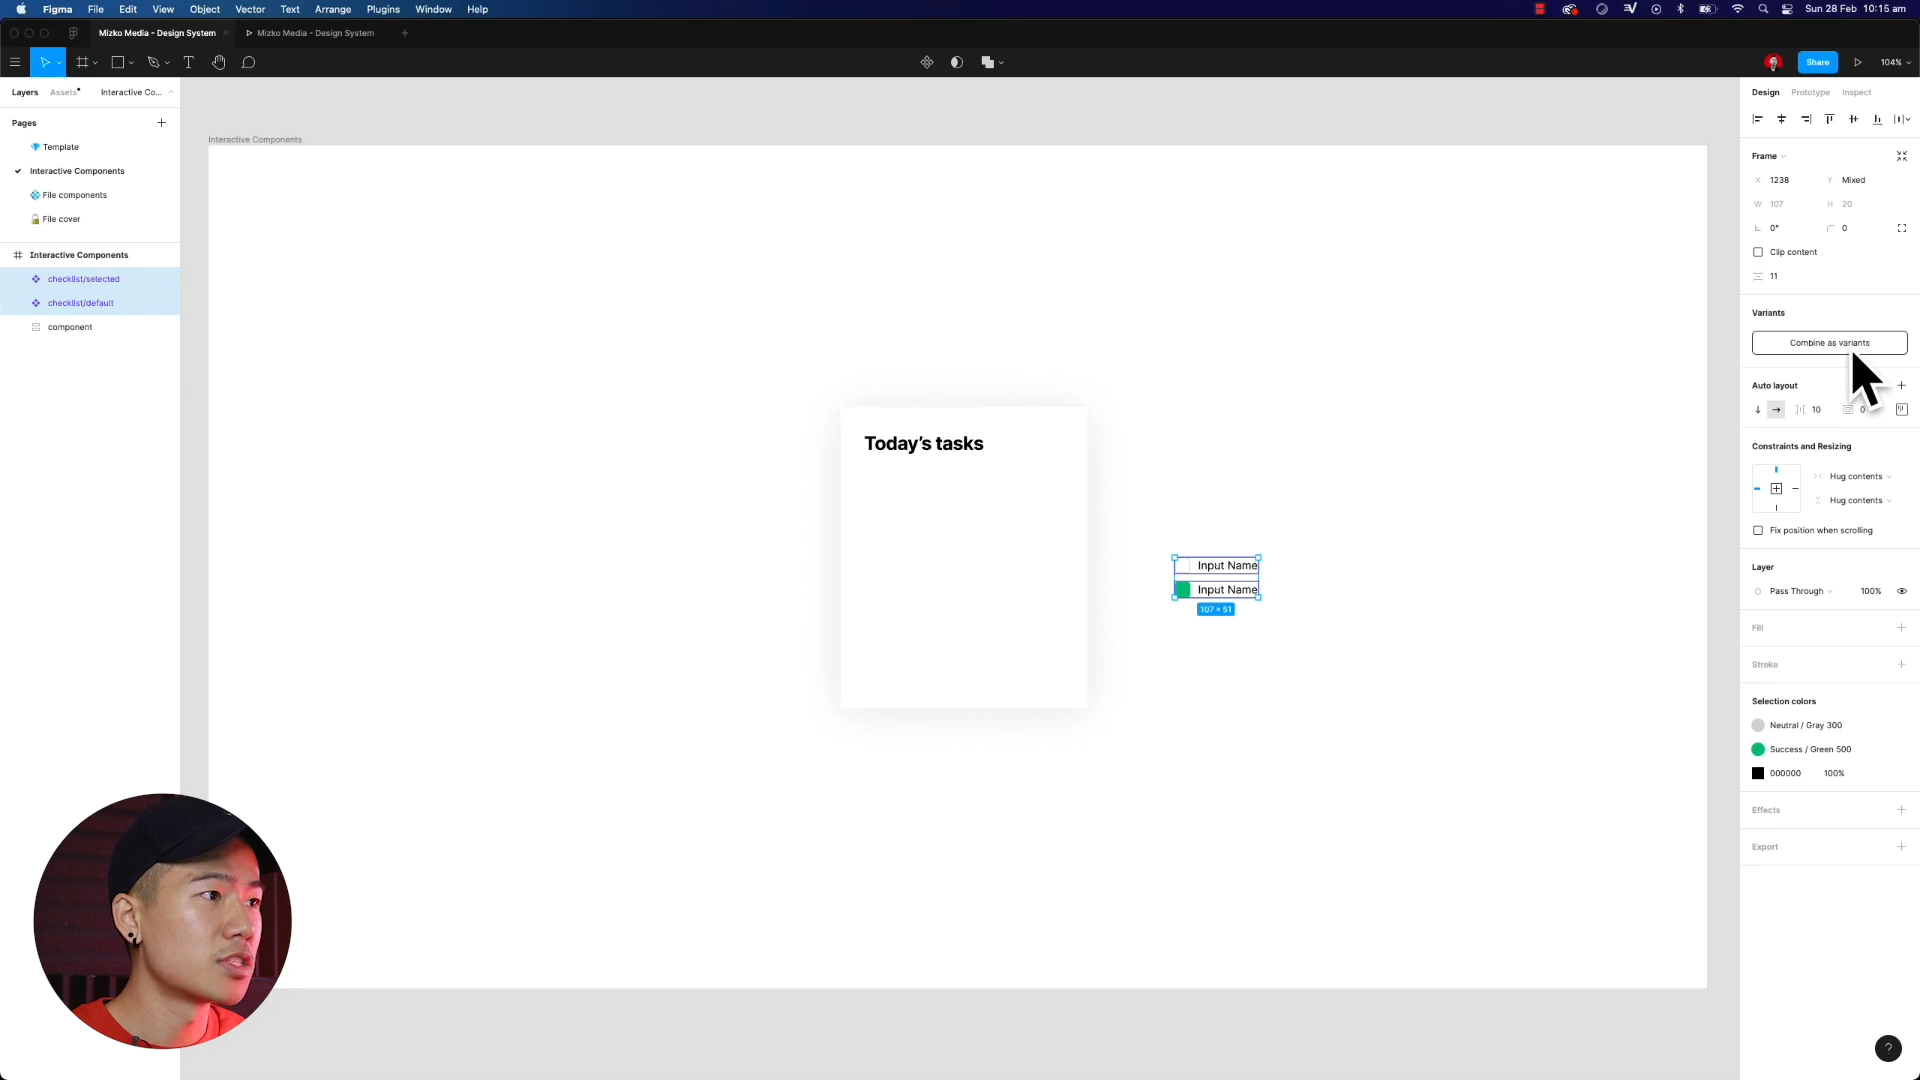 Figma File Edit View Object Vector Text Arrange Plugins Window Help
Sun 28 Feb 10:15 am
Mizko Media - Design System
Mizko Media - Design System
Share
104%
Layers
Assets
Interactive Co...
Pages
Template
Interactive Components
File components
File cover
Interactive Components
checklist/selected
checklist/default
component
Interactive Components
Today's tasks
Input Name
Input Name
107 × 51
Design
Prototype
Inspect
Frame
X 1238
Y Mixed
W 107
H 20
0°
0
Clip content
11
Variants
Combine as variants
Auto layout
10
0
Constraints and Resizing
Hug contents
Hug contents
Fix position when scrolling
Layer
Pass Through
100%
Fill
Stroke
Selection colors
Neutral / Gray 300
Success / Green 500
000000
100%
Effects
Export
?